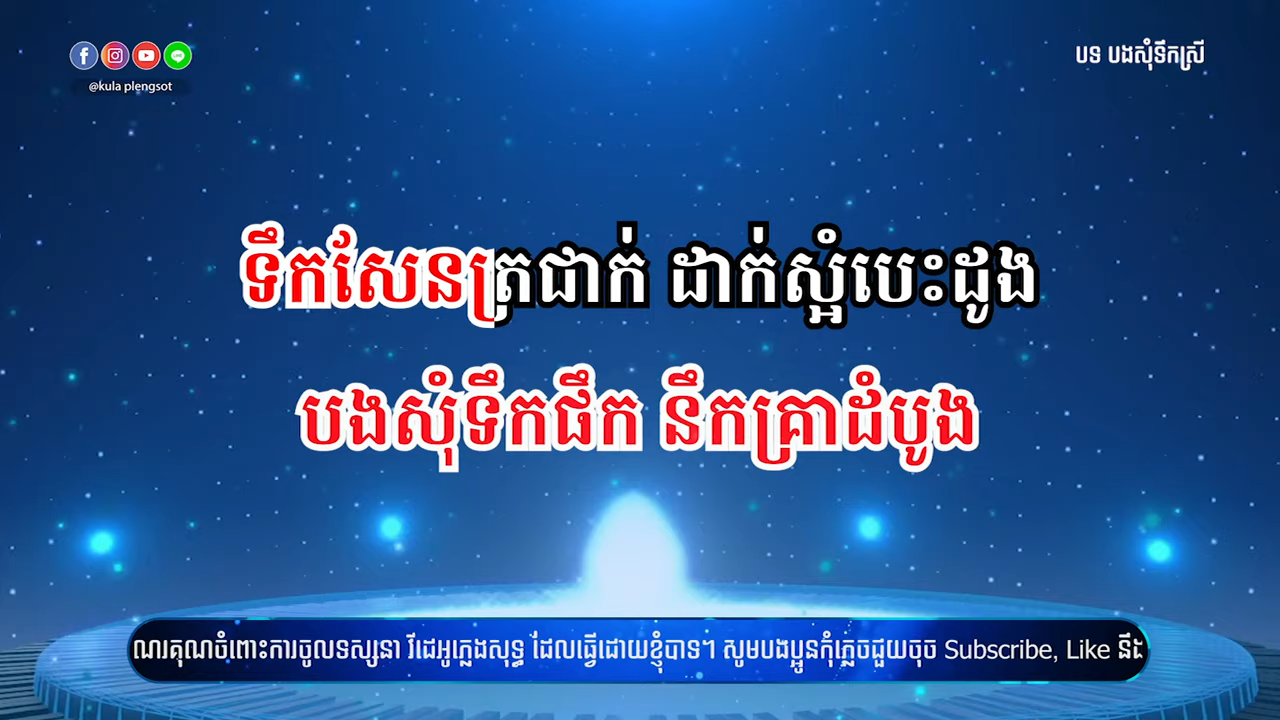 បទ បងសុំទឹកស្រី
@kula plengsot
ទឹកសែនត្រជាក់ ដាក់ស្អំបេះដូង
បងសុំទឹកផឹក នឹកគ្រាដំបូង
ណរគុណចំពោះការចូលទស្សនា វីដេអូភ្លេងសុទ្ធ ដែលធ្វើដោយខ្ញុំបាទ។ សូមបងប្អូនកុំភ្លេចជួយចុច Subscribe, Like នឹង